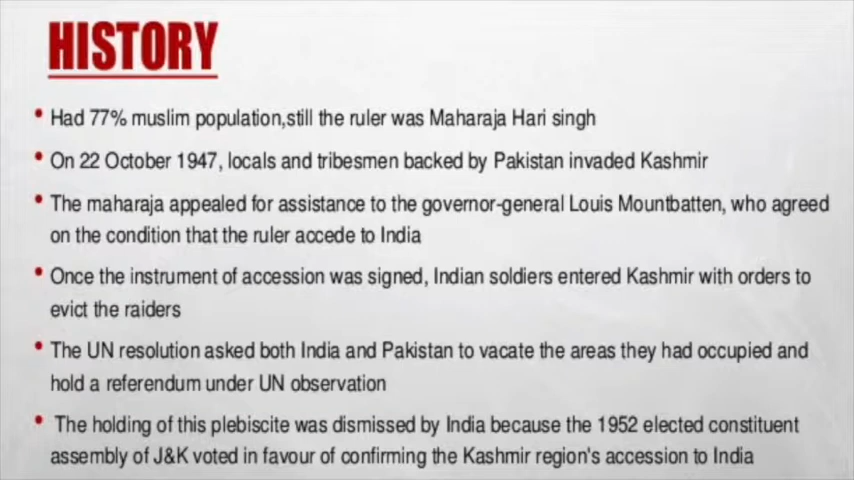 HISTORY
• Had 77% muslim population,still the ruler was Maharaja Hari singh
• On 22 October 1947, locals and tribesmen backed by Pakistan invaded Kashmir
• The maharaja appealed for assistance to the governor-general Louis Mountbatten, who agreed
on the condition that the ruler accede to India
• Once the instrument of accession was signed, Indian soldiers entered Kashmir with orders to
evict the raiders
• The UN resolution asked both India and Pakistan to vacate the areas they had occupied and
hold a referendum under UN observation
• The holding of this plebiscite was dismissed by India because the 1952 elected constituent
assembly of J&K voted in favour of confirming the Kashmir region's accession to India